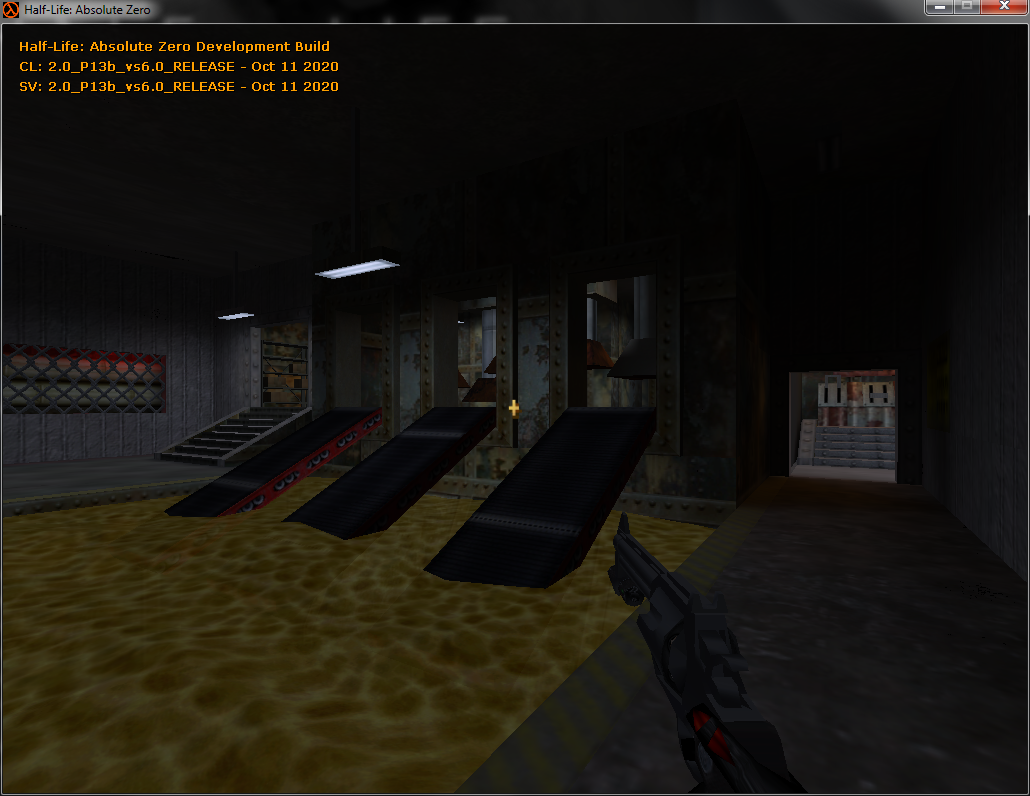 Half-Life: Absolute Zero
Half-Life: Absolute Zero Development Build
CL: 2.0_P13b_vs6.0_RELEASE - Oct 11 2020
SV: 2.0_P13b_vs6.0_RELEASE - Oct 11 2020